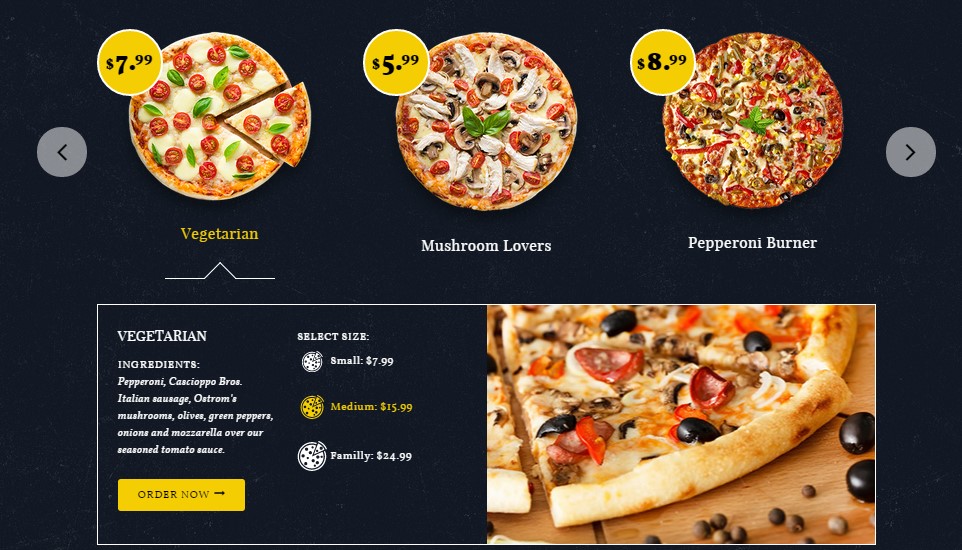 $7.99
$5.99
$8.99
Vegetarian
Mushroom Lovers
Pepperoni Burner
VEGETARIAN
INGREDIENTS:
Pepperoni, Cascioppo Bros.
Italian sausage, Ostrom's
mushrooms, olives, green peppers,
onions and mozzarella over our
seasoned tomato sauce.
ORDER NOW
SELECT SIZE:
Small: $7.99
Medium: $15.99
Familly: $24.99